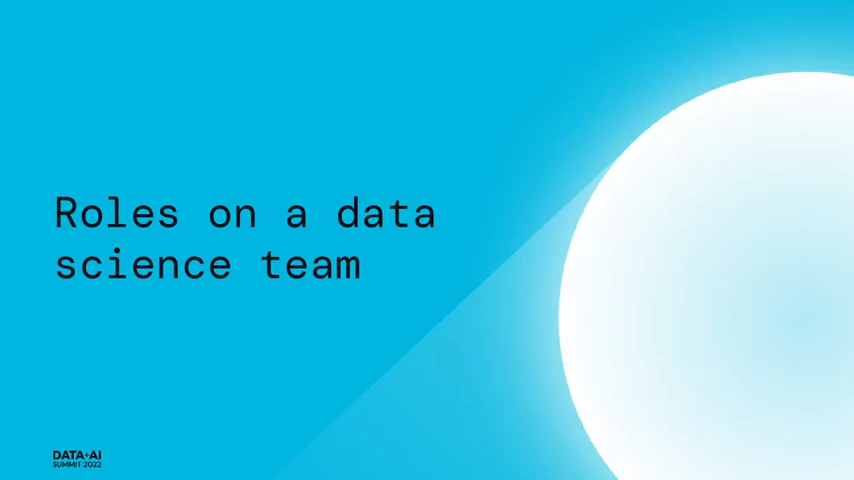 Roles on a data
science team
DATA+AI
SUMMIT 2022